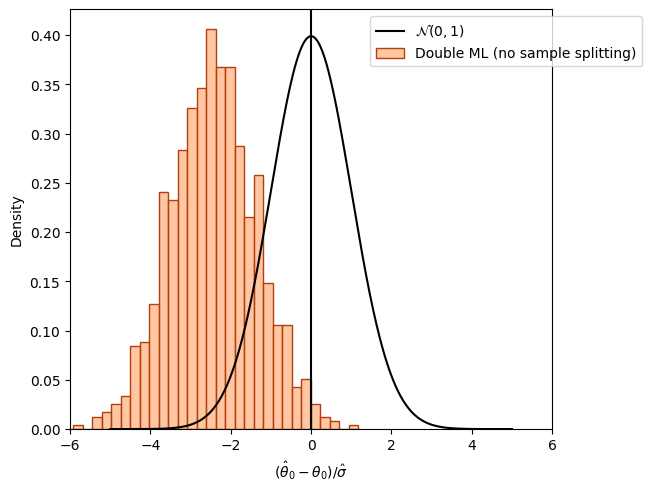 𝒩(0, 1)
Double ML (no sample splitting)
Density
0.40
0.35
0.30
0.25
0.20
0.15
0.10
0.05
0.00
−6 −4 −2 0 2 4 6
(θ̂₀ − θ₀)/σ̂